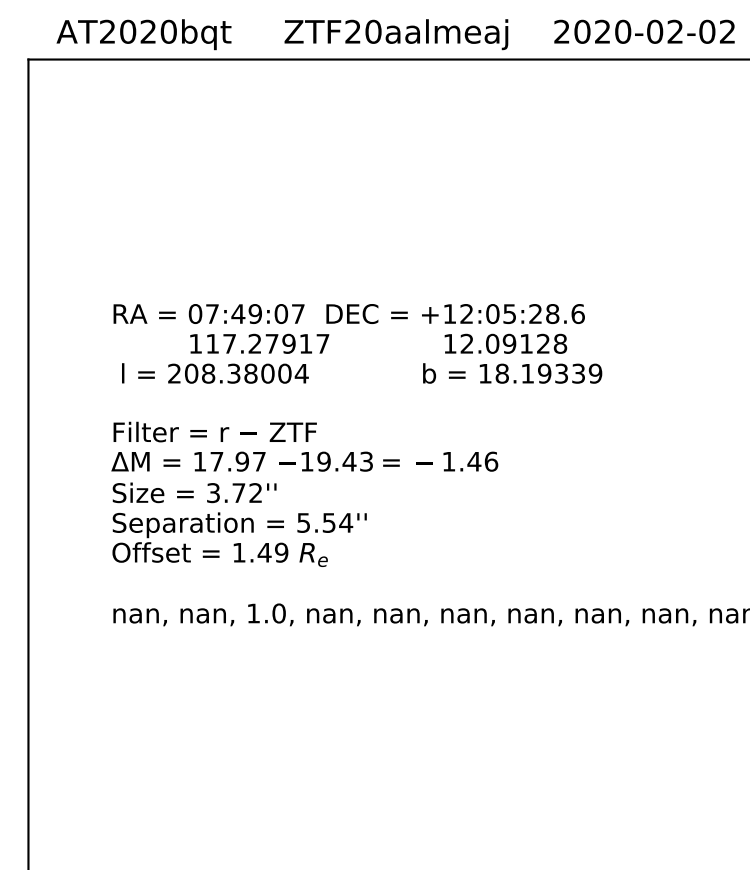 AT2020bqt ZTF20aalmeaj 2020-02-02
RA = 07:49:07 DEC = +12:05:28.6
117.27917 12.09128
l = 208.38004 b = 18.19339
Filter = r − ZTF
ΔM = 17.97 −19.43 = − 1.46
Size = 3.72''
Separation = 5.54''
Offset = 1.49 Re
nan, nan, 1.0, nan, nan, nan, nan, nan, nan, nan